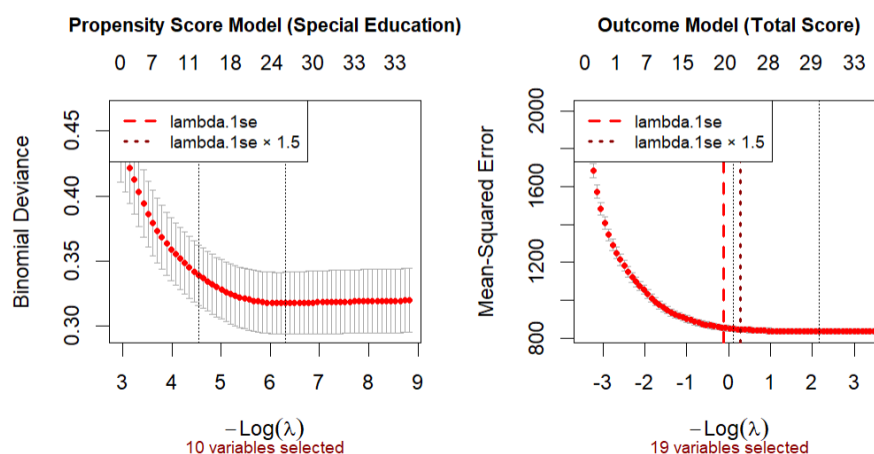 Propensity Score Model (Special Education)
0 7 11 18 24 30 33 33
lambda.1se
lambda.1se × 1.5
Binomial Deviance
0.45
0.40
0.35
0.30
3 4 5 6 7 8 9
−Log(λ)
10 variables selected
Outcome Model (Total Score)
0 1 7 15 20 28 29 33
lambda.1se
lambda.1se × 1.5
Mean-Squared Error
2000
1600
1200
800
-3 -2 -1 0 1 2 3
−Log(λ)
19 variables selected